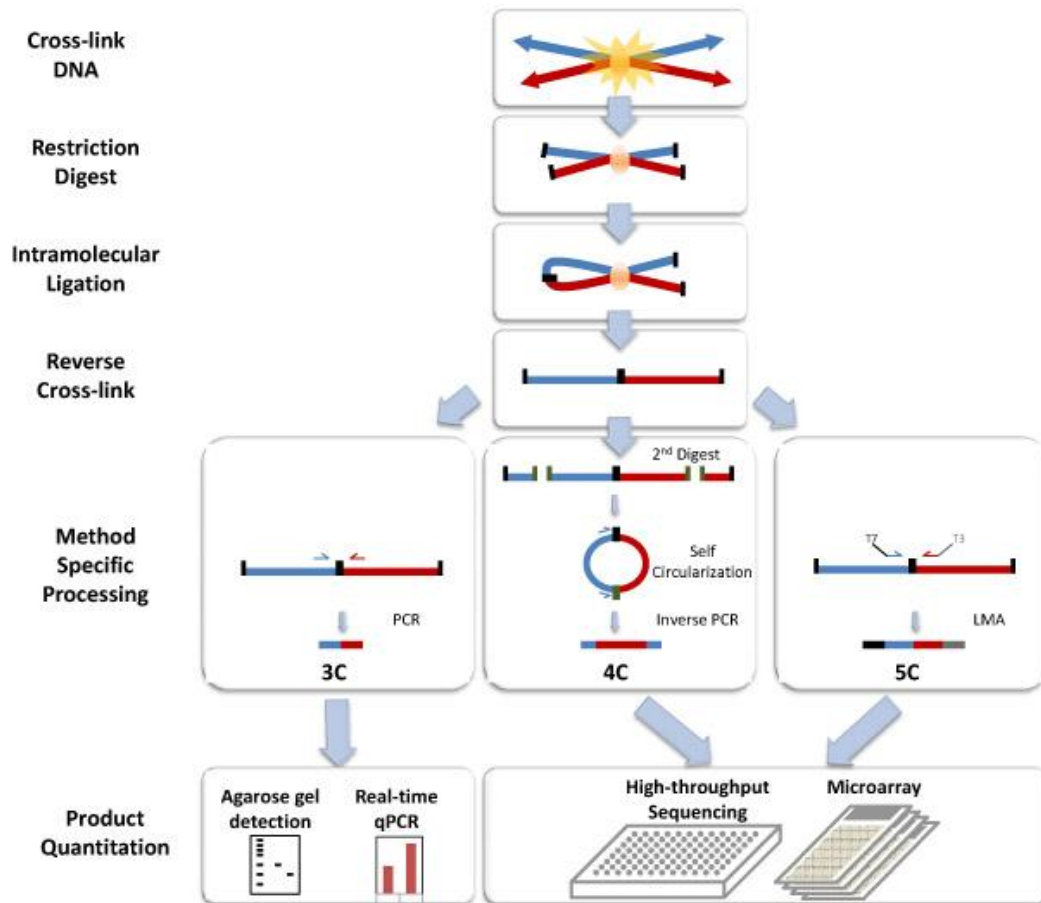 Cross-link
DNA
Restriction
Digest
Intramolecular
Ligation
Reverse
Cross-link
Method
Specific
Processing
PCR
3C
2nd Digest
Self
Circularization
Inverse PCR
4C
T7
T3
LMA
5C
Product
Quantitation
Agarose gel
detection
Real-time
qPCR
High-throughput
Sequencing
Microarray